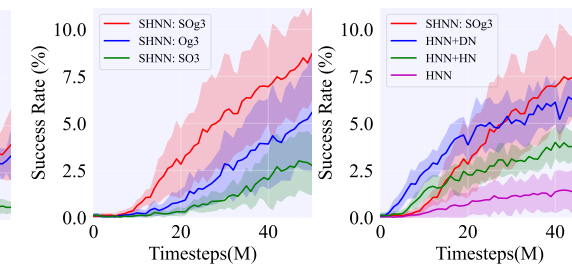 Success Rate (%)
10.0
7.5
5.0
2.5
0.0
SHNN: SOg3
SHNN: Og3
SHNN: SO3
0
20
40
Timesteps(M)
Success Rate (%)
10.0
7.5
5.0
2.5
0.0
SHNN: SOg3
HNN+DN
HNN+HN
HNN
0
20
40
Timesteps(M)